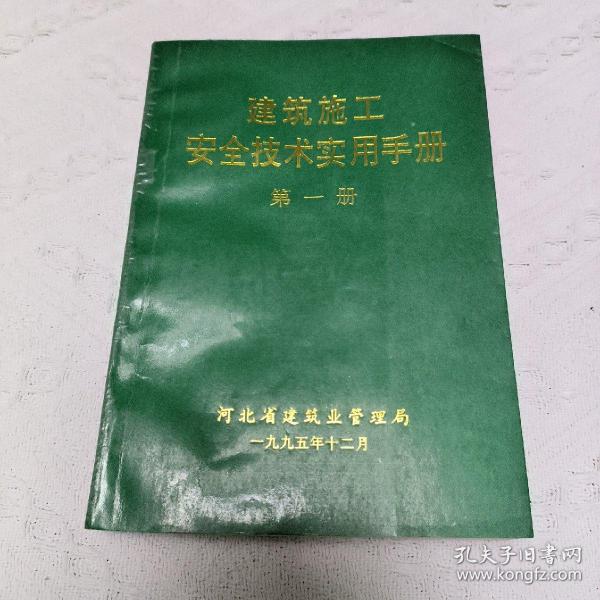 建筑施工
安全技术实用手册
第一册
河北省建筑业管理局
一九九五年十二月
孔夫子旧书网
www.kongfz.com